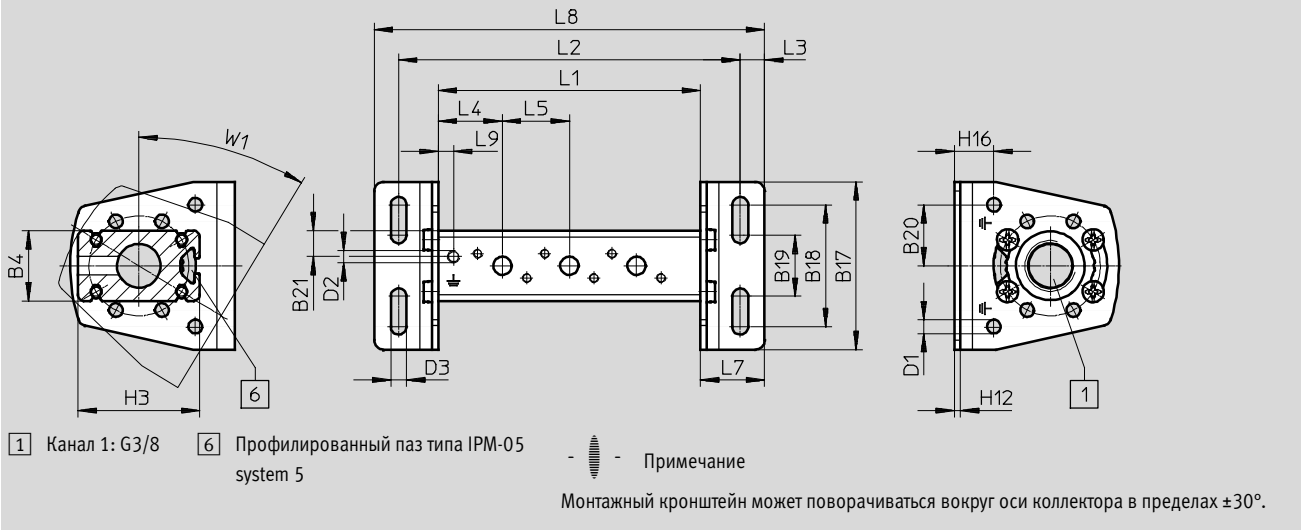 L8
L2
L3
L1
L4
L5
L9
W1
H16
B4
B21
D2
B19
B18
B17
B20
D1
D3
L7
H3
H12
6
1
1 Канал 1: G3/8
6 Профилированный паз типа IPM-05
system 5
- - Примечание
Монтажный кронштейн может поворачиваться вокруг оси коллектора в пределах ±30°.